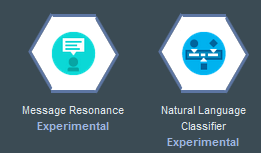 Message Resonance
Experimental
Natural Language
Classifier
Experimental